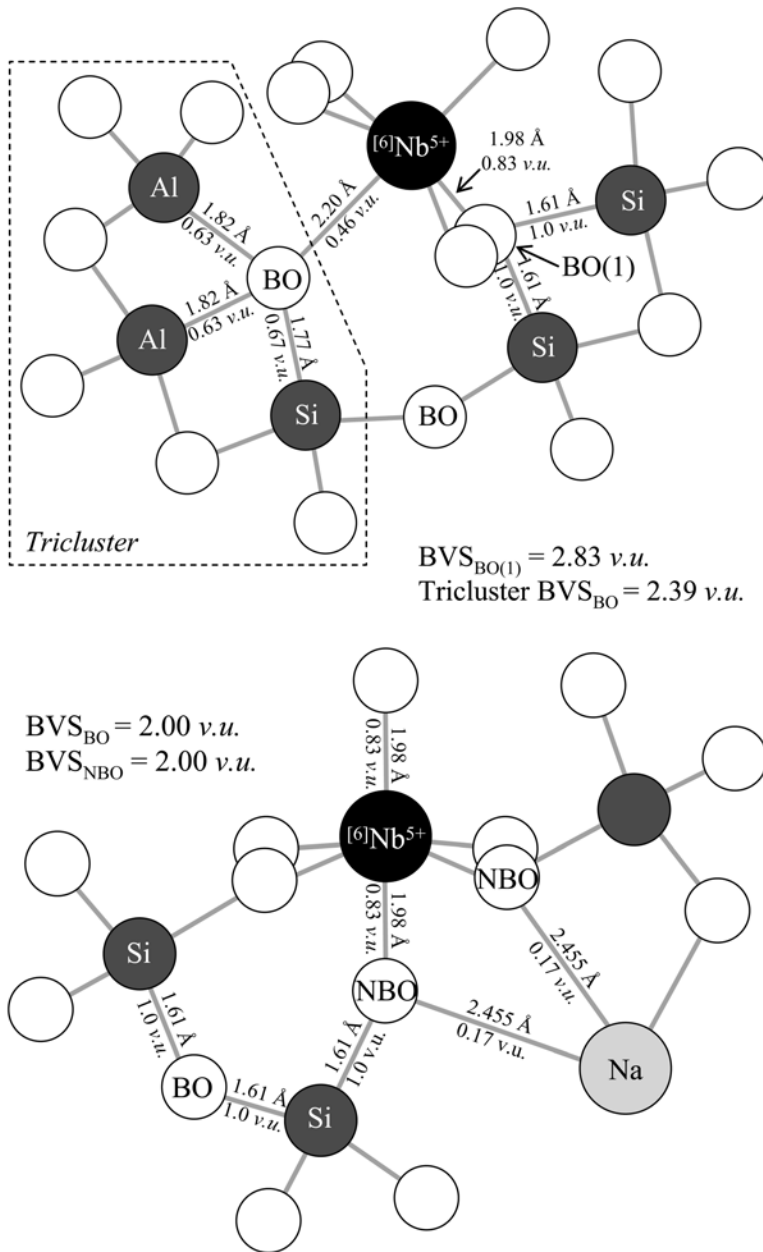 [6]Nb5+
1.98 Å
0.83 v.u.
Al
1.82 Å
0.63 v.u.
2.20 Å
0.46 v.u.
1.61 Å
1.0 v.u.
Si
BO
BO(1)
1.82 Å
0.63 v.u.
1.61 Å
1.0 v.u.
Al
1.77 Å
0.67 v.u.
Si
Si
BO
Tricluster
BVSBO(1) = 2.83 v.u.
Tricluster BVSBO = 2.39 v.u.
BVSBO = 2.00 v.u.
BVSNBO = 2.00 v.u.
1.98 Å
0.83 v.u.
[6]Nb5+
NBO
1.98 Å
0.83 v.u.
Si
2.455 Å
0.17 v.u.
NBO
1.61 Å
1.0 v.u.
2.455 Å
0.17 v.u.
1.61 Å
1.0 v.u.
Na
BO
1.61 Å
1.0 v.u.
Si